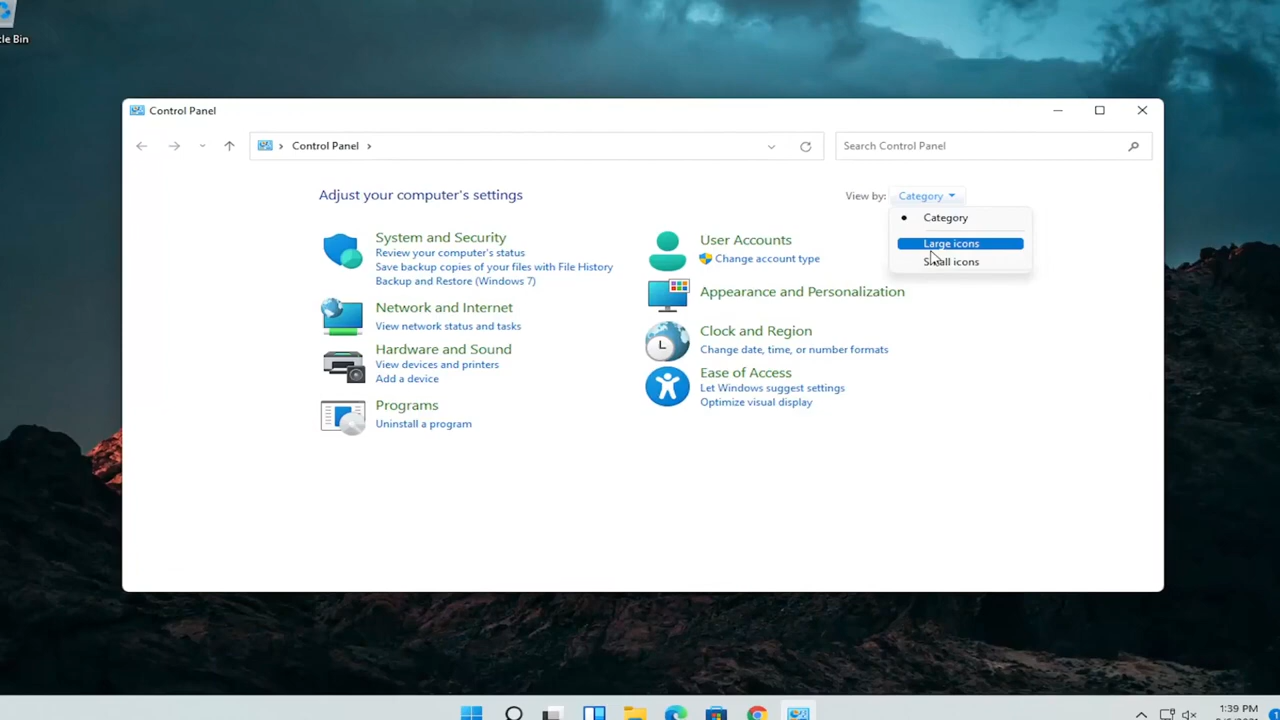 cle Bin
Control Panel
Control Panel
Search Control Panel
Adjust your computer's settings
View by: Category
Category
Large icons
Small icons
System and Security
Review your computer's status
Save backup copies of your files with File History
Backup and Restore (Windows 7)
Network and Internet
View network status and tasks
Hardware and Sound
View devices and printers
Add a device
Programs
Uninstall a program
User Accounts
Change account type
Appearance and Personalization
Clock and Region
Change date, time, or number formats
Ease of Access
Let Windows suggest settings
Optimize visual display
1:39 PM